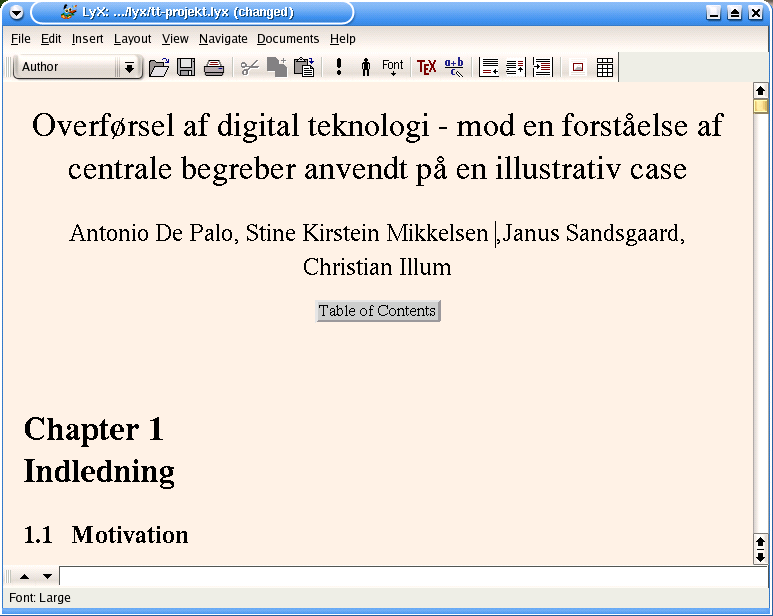 LyX: .../lyx/tt-projekt.lyx (changed)
File Edit Insert Layout View Navigate Documents Help
Author ! Font TEX a+b
Overførsel af digital teknologi - mod en forståelse af
centrale begreber anvendt på en illustrativ case
Antonio De Palo, Stine Kirstein Mikkelsen ,Janus Sandsgaard,
Christian Illum
Table of Contents
Chapter 1
Indledning
1.1 Motivation
Font: Large